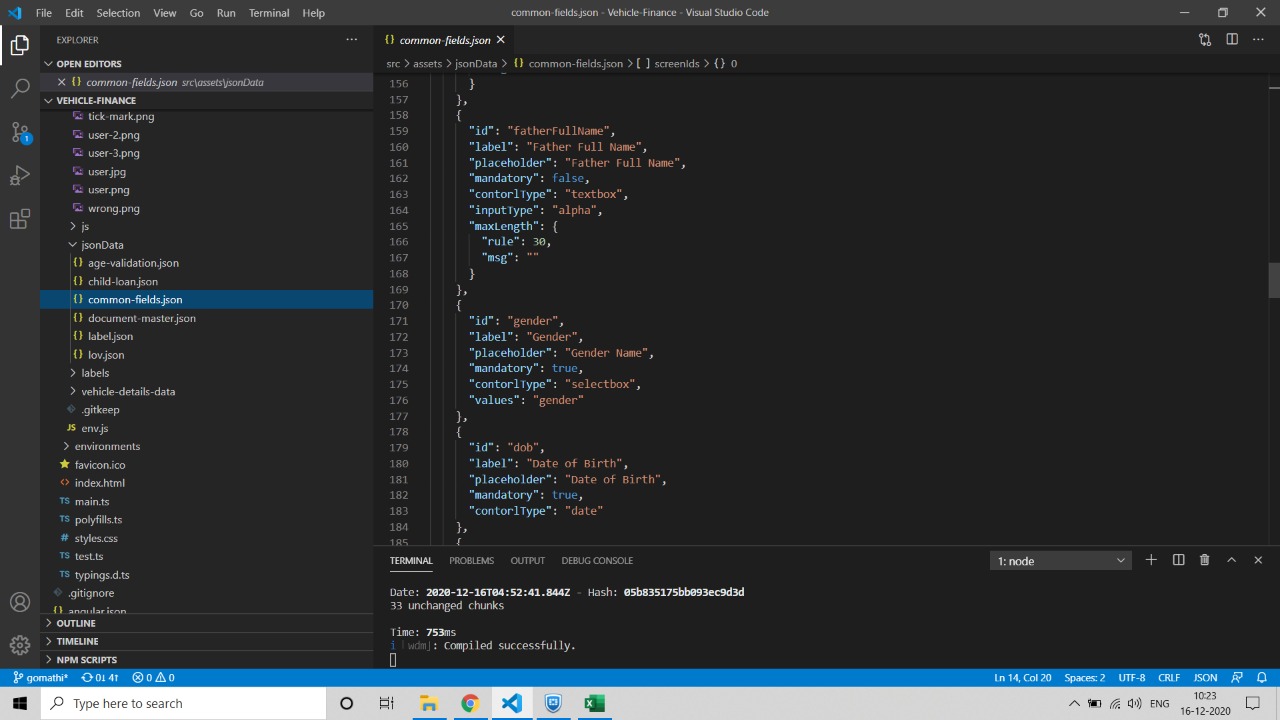 File Edit Selection View Go Run Terminal Help
common-fields.json - Vehicle-Finance - Visual Studio Code
EXPLORER
OPEN EDITORS
common-fields.json src\assets\jsonData
VEHICLE-FINANCE
tick-mark.png
user-2.png
user-3.png
user.jpg
user.png
wrong.png
js
jsonData
age-validation.json
child-loan.json
common-fields.json
document-master.json
label.json
lov.json
labels
vehicle-details-data
.gitkeep
JS env.js
environments
favicon.ico
index.html
TS main.ts
TS polyfills.ts
# styles.css
TS test.ts
TS typings.d.ts
.gitignore
angular.json
OUTLINE
TIMELINE
NPM SCRIPTS
1
{} common-fields.json
src > assets > jsonData > {} common-fields.json > [ ] screenIds > {} 0
156 }
157 },
158 {
159 "id": "fatherFullName",
160 "label": "Father Full Name",
161 "placeholder": "Father Full Name",
162 "mandatory": false,
163 "contorlType": "textbox",
164 "inputType": "alpha",
165 "maxLength": {
166 "rule": 30,
167 "msg": ""
168 }
169 },
170 {
171 "id": "gender",
172 "label": "Gender",
173 "placeholder": "Gender Name",
174 "mandatory": true,
175 "contorlType": "selectbox",
176 "values": "gender"
177 },
178 {
179 "id": "dob",
180 "label": "Date of Birth",
181 "placeholder": "Date of Birth",
182 "mandatory": true,
183 "contorlType": "date"
184 },
185 {
TERMINAL PROBLEMS OUTPUT DEBUG CONSOLE
1: node
Date: 2020-12-16T04:52:41.844Z - Hash: 05b835175bb093ec9d3d
33 unchanged chunks
Time: 753ms
i ｢wdm｣: Compiled successfully.
gomathi* 0↓ 4↑ 0 0
Ln 14, Col 20 Spaces: 2 UTF-8 CRLF JSON
Type here to search
ENG
10:23
16-12-2020